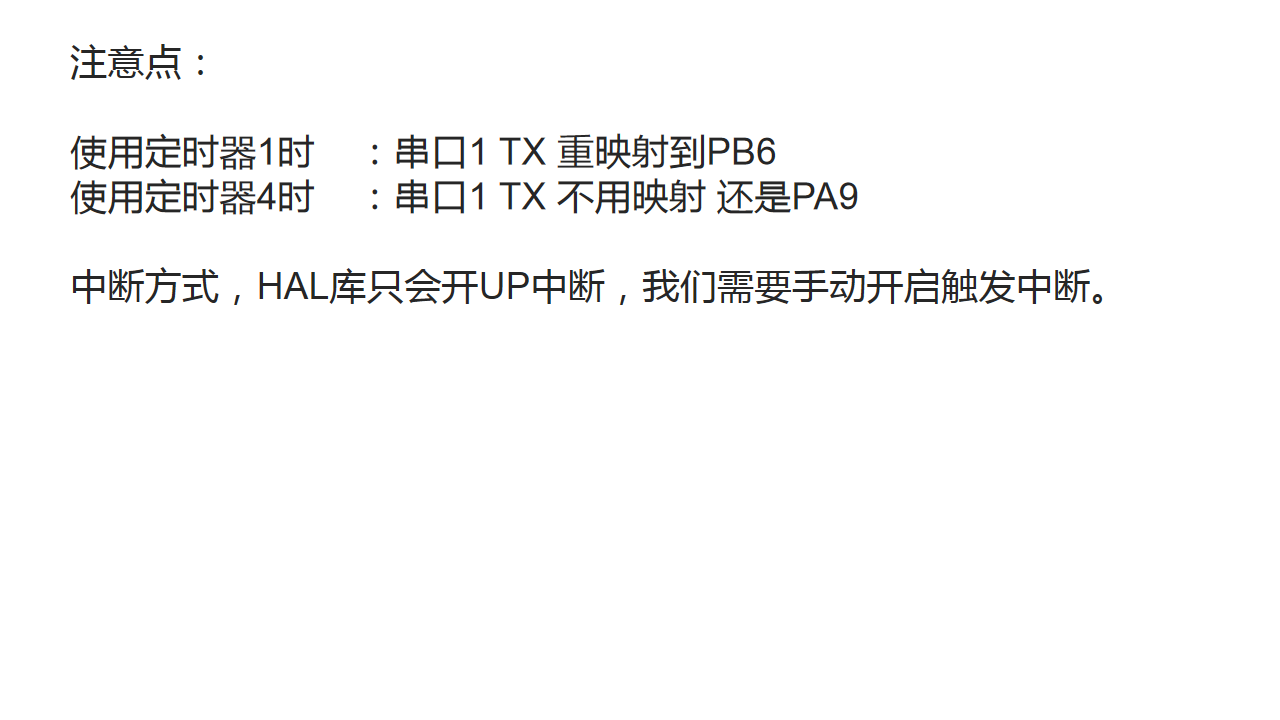 注意点：
使用定时器1时　：串口1 TX 重映射到PB6
使用定时器4时　：串口1 TX 不用映射 还是PA9
中断方式，HAL库只会开UP中断，我们需要手动开启触发中断。